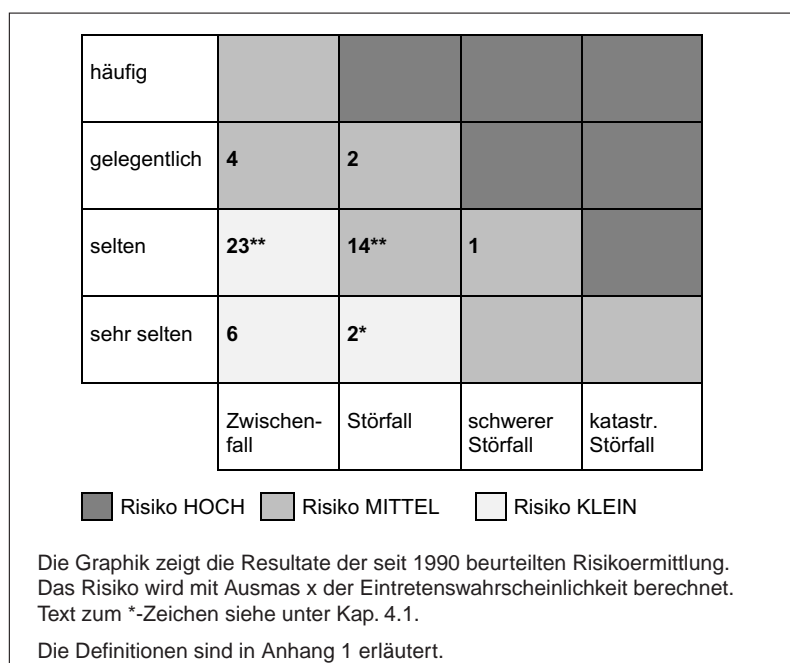 häufig
gelegentlich 4 2
selten 23** 14** 1
sehr selten 6 2*
Zwischen- Störfall schwerer katastr.
fall Störfall Störfall
Risiko HOCH Risiko MITTEL Risiko KLEIN
Die Graphik zeigt die Resultate der seit 1990 beurteilten Risikoermittlung.
Das Risiko wird mit Ausmas x der Eintretenswahrscheinlichkeit berechnet.
Text zum *-Zeichen siehe unter Kap. 4.1.
Die Definitionen sind in Anhang 1 erläutert.